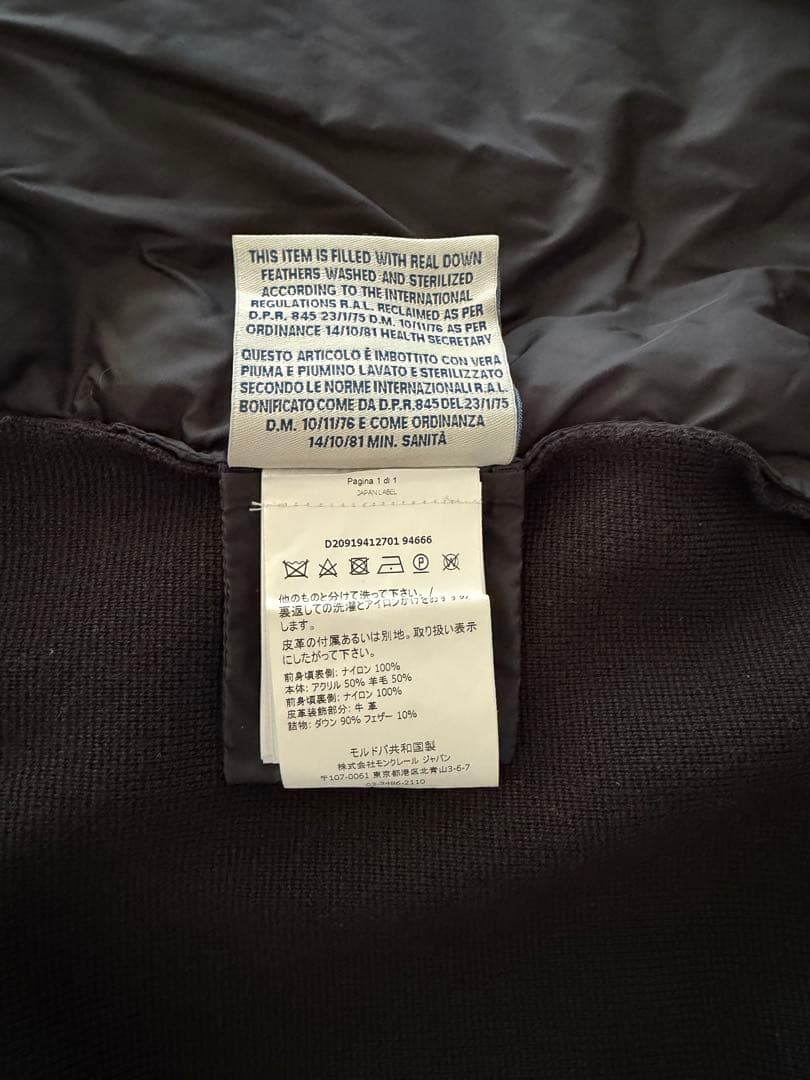 THIS ITEM IS FILLED WITH REAL DOWN
FEATHERS WASHED AND STERILIZED
ACCORDING TO THE INTERNATIONAL
REGULATIONS R.A.L. RECLAIMED AS PER
D.P.R. 845 23/1/75 D.M. 10/11/76 AS PER
ORDINANCE 14/10/81 HEALTH SECRETARY
QUESTO ARTICOLO È IMBOTTITO CON VERA
PIUMA E PIUMINO LAVATO E STERILIZZATO
SECONDO LE NORME INTERNAZIONALI R.A.L.
BONIFICATO COME DA D.P.R. 845 DEL 23/1/75
D.M. 10/11/76 E COME ORDINANZA
14/10/81 MIN. SANITÀ
Pagina 1 di 1
JAPAN LABEL
D20919412701 94666
他のものと分けて洗って下さい。/
裏返しての洗濯とアイロンがけをおすすめ
します。
皮革の付属あるいは別地。取り扱い表示
にしたがって下さい。
前身頃表側: ナイロン 100%
本体: アクリル 50% 羊毛 50%
前身頃裏側: ナイロン 100%
皮革装飾部分: 牛 革
詰物: ダウン 90% フェザー 10%
モルドバ共和国製
株式会社モンクレール ジャパン
〒107-0061 東京都港区北青山3-6-7
03-3486-2110